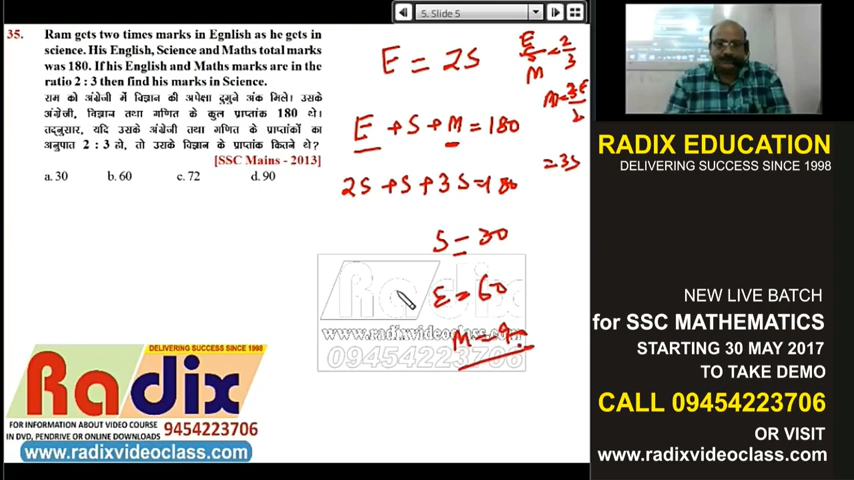 5. Slide 5
35. Ram gets two times marks in Egnlish as he gets in
science. His English, Science and Maths total marks
was 180. If his English and Maths marks are in the
ratio 2 : 3 then find his marks in Science.
राम को अंग्रेजी में विज्ञान की अपेक्षा दुगुने अंक मिले। उसके
अंग्रेजी, विज्ञान तथा गणित के कुल प्राप्तांक 180 थे।
तद्नुसार, यदि उसके अंग्रेजी तथा गणित के प्राप्तांकों का
अनुपात 2 : 3 हो, तो उसके विज्ञान के प्राप्तांक कितने थे?
[SSC Mains - 2013]
a. 30 b. 60 c. 72 d. 90
E = 2S
E + S + M = 180
2S + S + 3S = 180
S = 30
E = 60
M = 9
= 3S
Radix
www.radixvideoclass.com
09454223706
DELIVERING SUCCESS SINCE 1998
Radix
FOR INFORMATION ABOUT VIDEO COURSE
IN DVD, PENDRIVE OR ONLINE DOWNLOADS
9454223706
www.radixvideoclass.com
RADIX EDUCATION
DELIVERING SUCCESS SINCE 1998
NEW LIVE BATCH
for SSC MATHEMATICS
STARTING 30 MAY 2017
TO TAKE DEMO
CALL 09454223706
OR VISIT
www.radixvideoclass.com